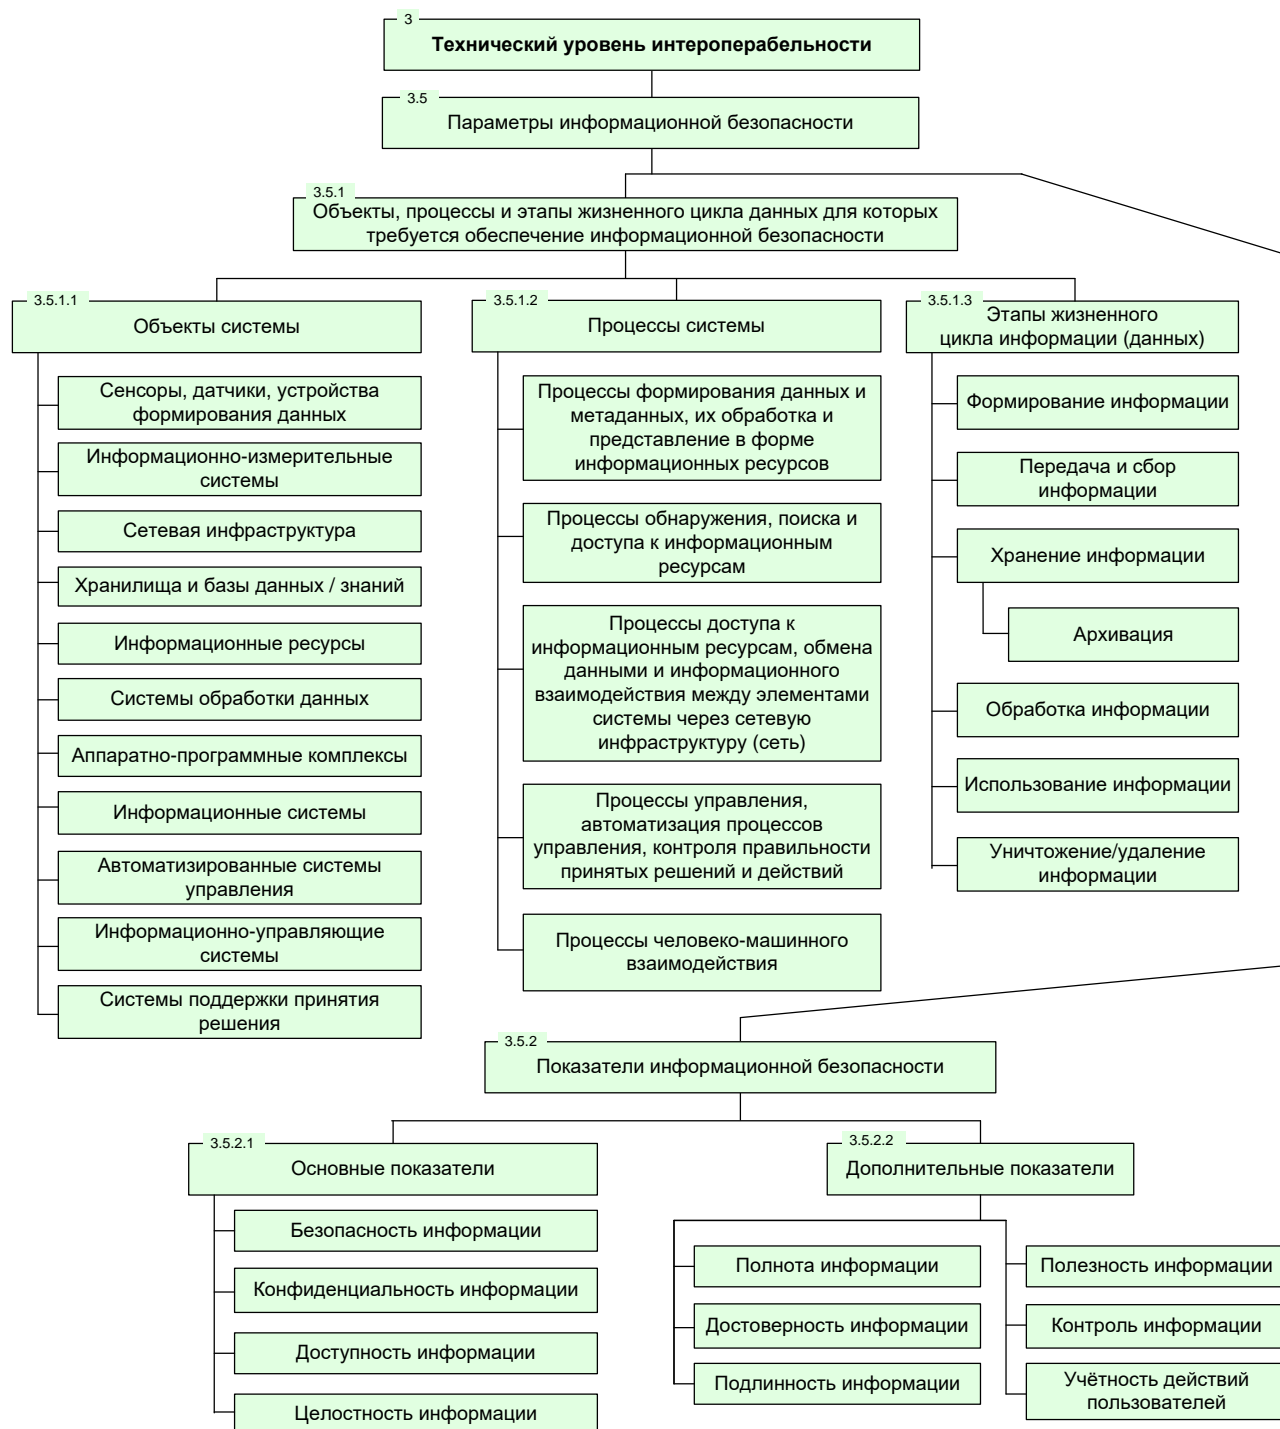 3
Технический уровень интероперабельности
3.5
Параметры информационной безопасности
3.5.1
Объекты, процессы и этапы жизненного цикла данных для которых
требуется обеспечение информационной безопасности
3.5.1.1
Объекты системы
Сенсоры, датчики, устройства
формирования данных
Информационно-измерительные
системы
Сетевая инфраструктура
Хранилища и базы данных / знаний
Информационные ресурсы
Системы обработки данных
Аппаратно-программные комплексы
Информационные системы
Автоматизированные системы
управления
Информационно-управляющие
системы
Системы поддержки принятия
решения
3.5.1.2
Процессы системы
Процессы формирования данных и
метаданных, их обработка и
представление в форме
информационных ресурсов
Процессы обнаружения, поиска и
доступа к информационным
ресурсам
Процессы доступа к
информационным ресурсам, обмена
данными и информационного
взаимодействия между элементами
системы через сетевую
инфраструктуру (сеть)
Процессы управления,
автоматизация процессов
управления, контроля правильности
принятых решений и действий
Процессы человеко-машинного
взаимодействия
3.5.1.3
Этапы жизненного
цикла информации (данных)
Формирование информации
Передача и сбор
информации
Хранение информации
Архивация
Обработка информации
Использование информации
Уничтожение/удаление
информации
3.5.2
Показатели информационной безопасности
3.5.2.1
Основные показатели
Безопасность информации
Конфиденциальность информации
Доступность информации
Целостность информации
3.5.2.2
Дополнительные показатели
Полнота информации
Достоверность информации
Подлинность информации
Полезность информации
Контроль информации
Учётность действий
пользователей